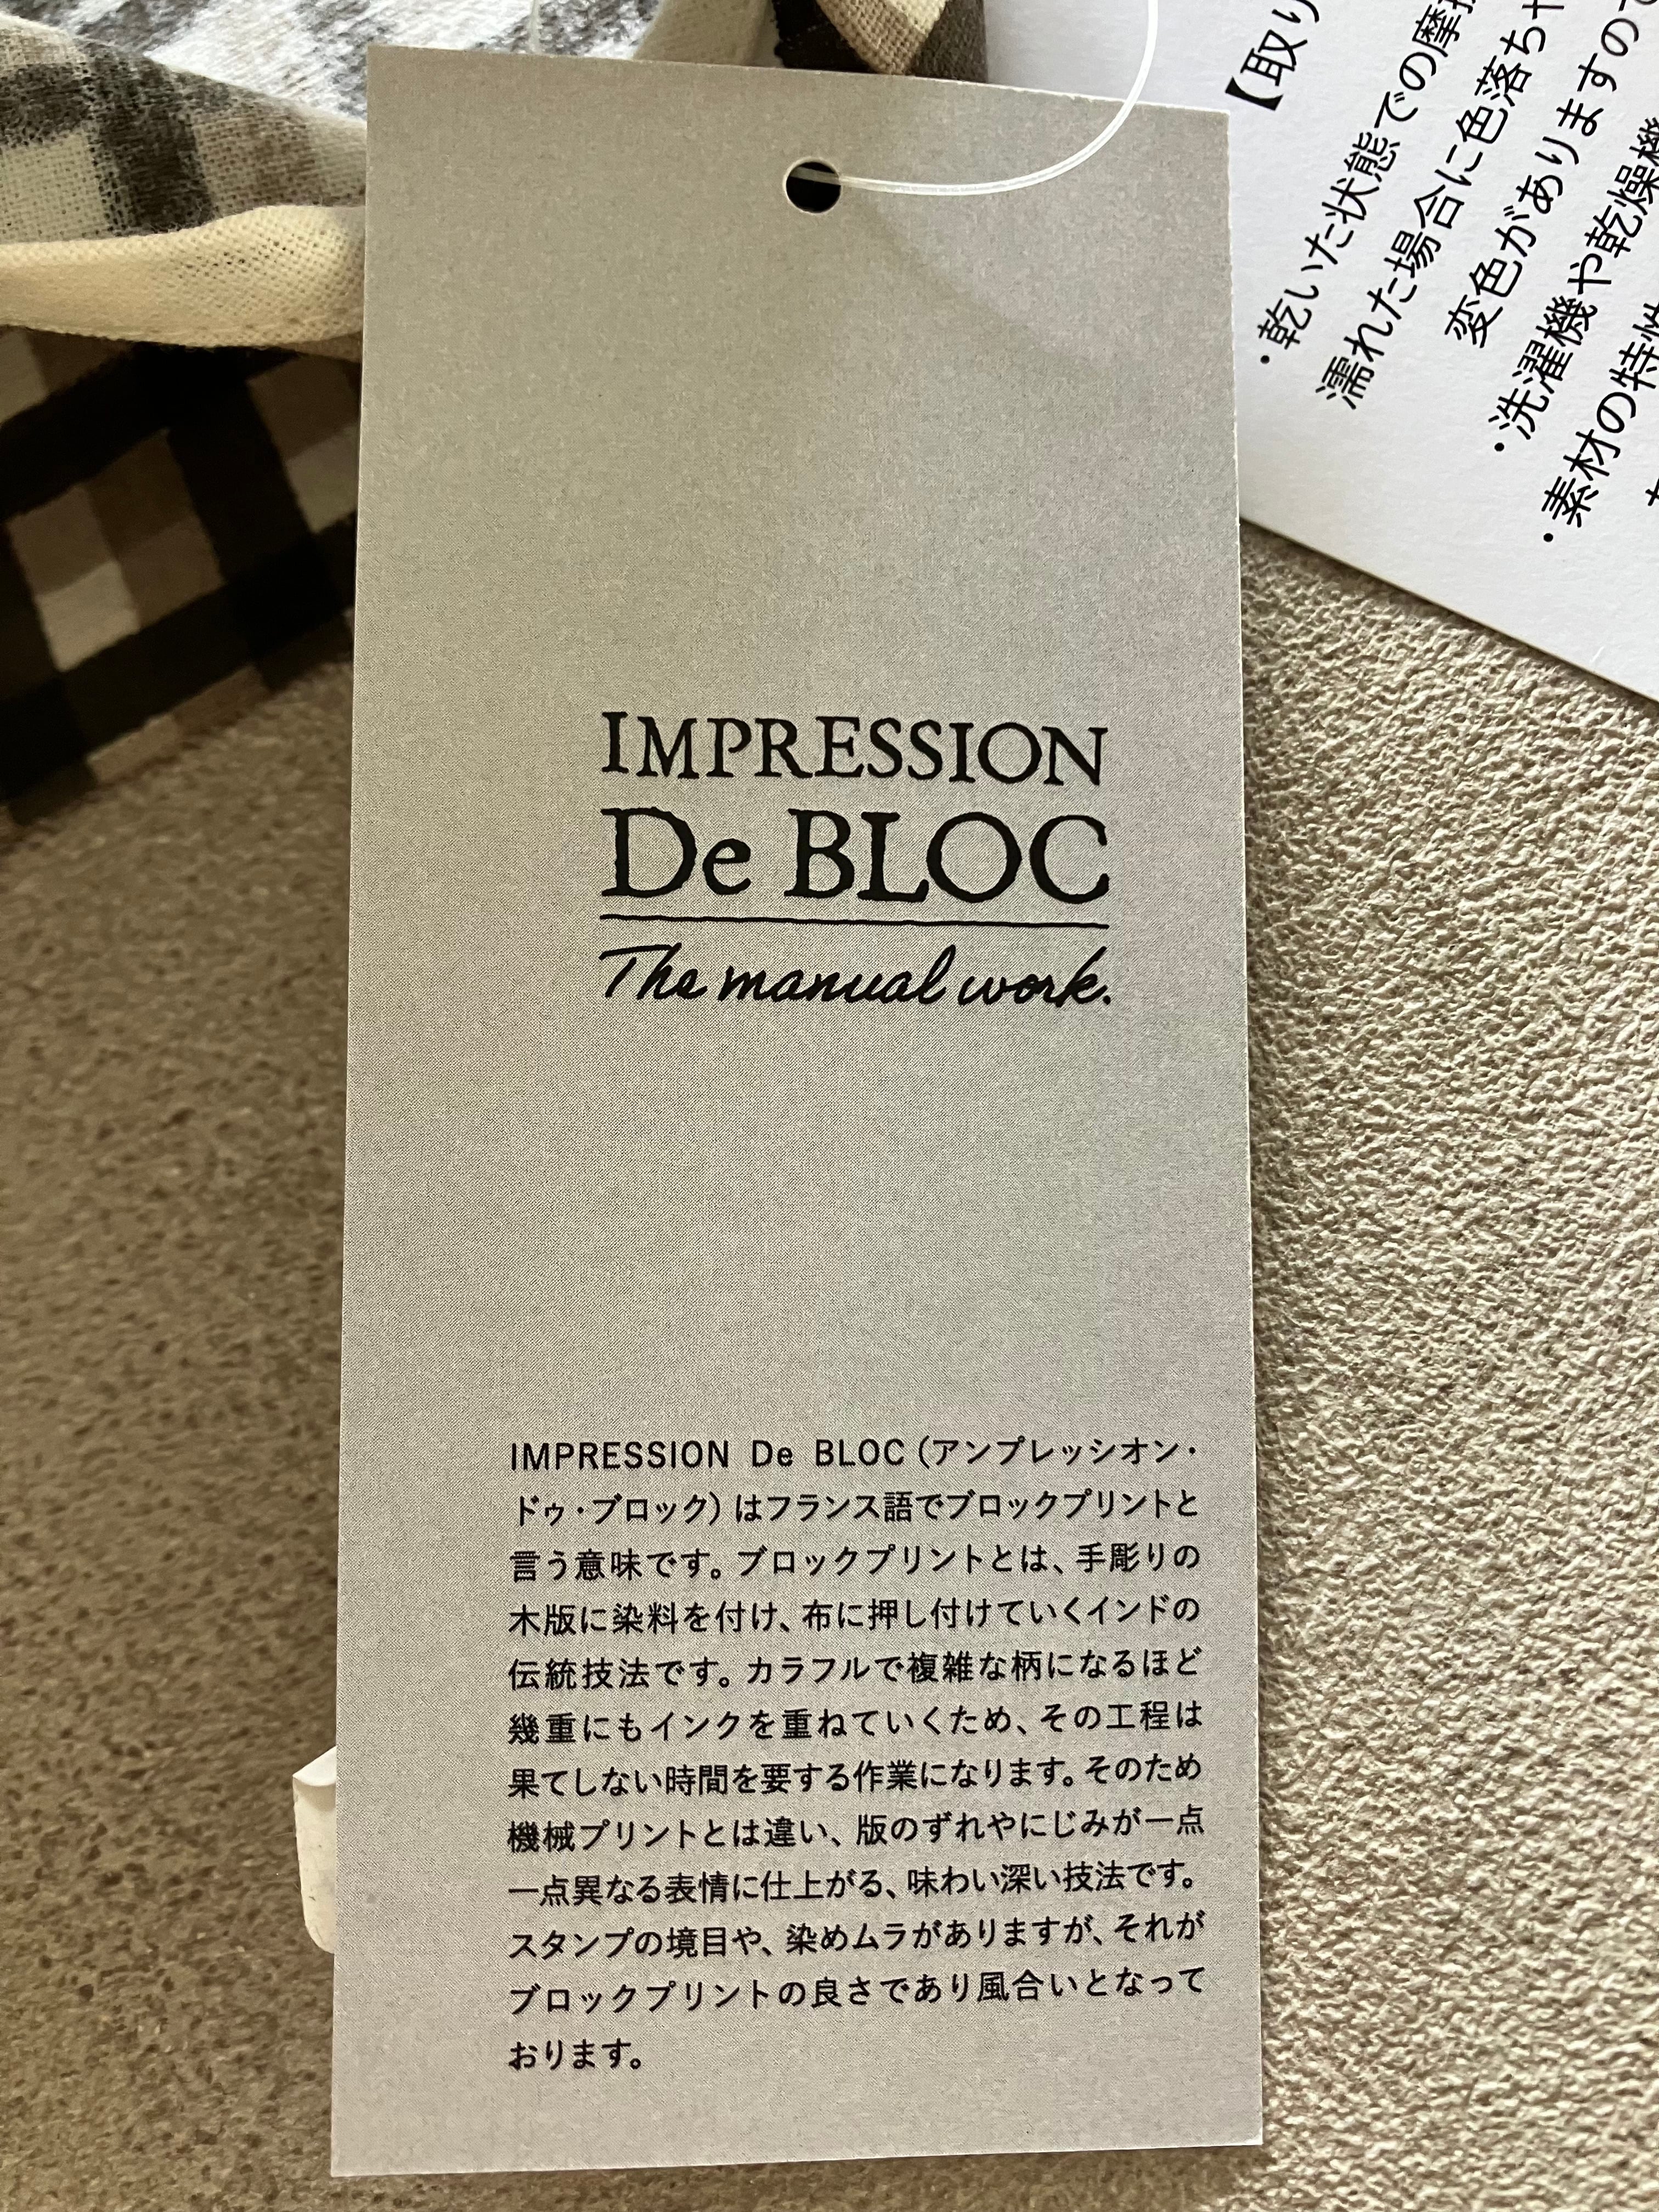 IMPRESSION
De BLOC
The manual work.
IMPRESSION De BLOC（アンプレッシオン・
ドゥ・ブロック）はフランス語でブロックプリントと
言う意味です。ブロックプリントとは、手彫りの
木版に染料を付け、布に押し付けていくインドの
伝統技法です。カラフルで複雑な柄になるほど
幾重にもインクを重ねていくため、その工程は
果てしない時間を要する作業になります。そのため
機械プリントとは違い、版のずれやにじみが一点
一点異なる表情に仕上がる、味わい深い技法です。
スタンプの境目や、染めムラがありますが、それが
ブロックプリントの良さであり風合いとなって
おります。
【取り
・乾いた状態での摩
濡れた場合に色落ちや
変色がありますので
・洗濯機や乾燥機
・素材の特性